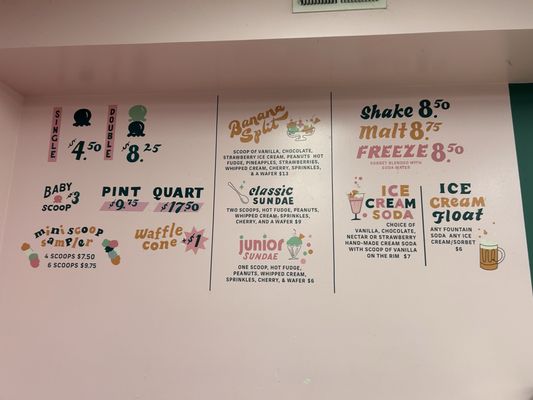 SINGLE
$4.50
DOUBLE
$8.25
BABY
SCOOP
$3
PINT
$9.75
QUART
$17.50
mini scoop
sampler
4 SCOOPS $7.50
6 SCOOPS $9.75
waffle
cone
+$1
Banana
Split
SCOOP OF VANILLA, CHOCOLATE,
STRAWBERRY ICE CREAM, PEANUTS HOT
FUDGE, PINEAPPLES, STRAWBERRIES,
WHIPPED CREAM, CHERRY, SPRINKLES,
& A WAFER $13
classic
SUNDAE
TWO SCOOPS, HOT FUDGE, PEANUTS,
WHIPPED CREAM, SPRINKLES,
CHERRY, AND A WAFER $9
junior
SUNDAE
ONE SCOOP, HOT FUDGE,
PEANUTS, WHIPPED CREAM,
SPRINKLES, CHERRY, & WAFER $6
Shake 8.50
Malt 8.75
FREEZE 8.50
SORBET BLENDED WITH
SODA WATER
ICE
CREAM
SODA
CHOICE OF
VANILLA, CHOCOLATE,
NECTAR OR STRAWBERRY
HAND-MADE CREAM SODA
WITH SCOOP OF VANILLA
ON THE RIM $7
ICE
CREAM
float
ANY FOUNTAIN
SODA ANY ICE
CREAM/SORBET
$6